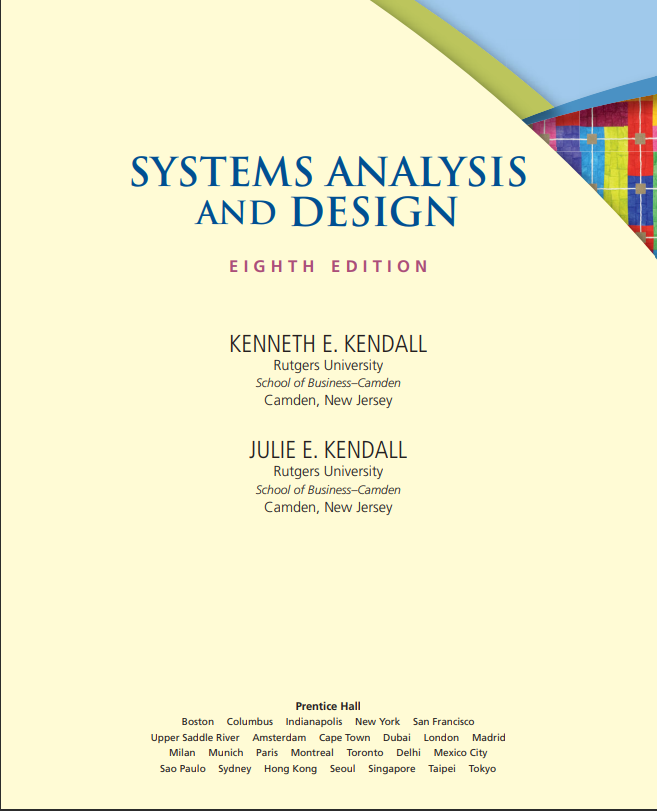 SYSTEMS ANALYSIS
AND DESIGN
EIGHTH EDITION
KENNETH E. KENDALL
Rutgers University
School of Business–Camden
Camden, New Jersey
JULIE E. KENDALL
Rutgers University
School of Business–Camden
Camden, New Jersey
Prentice Hall
Boston Columbus Indianapolis New York San Francisco
Upper Saddle River Amsterdam Cape Town Dubai London Madrid
Milan Munich Paris Montreal Toronto Delhi Mexico City
Sao Paulo Sydney Hong Kong Seoul Singapore Taipei Tokyo